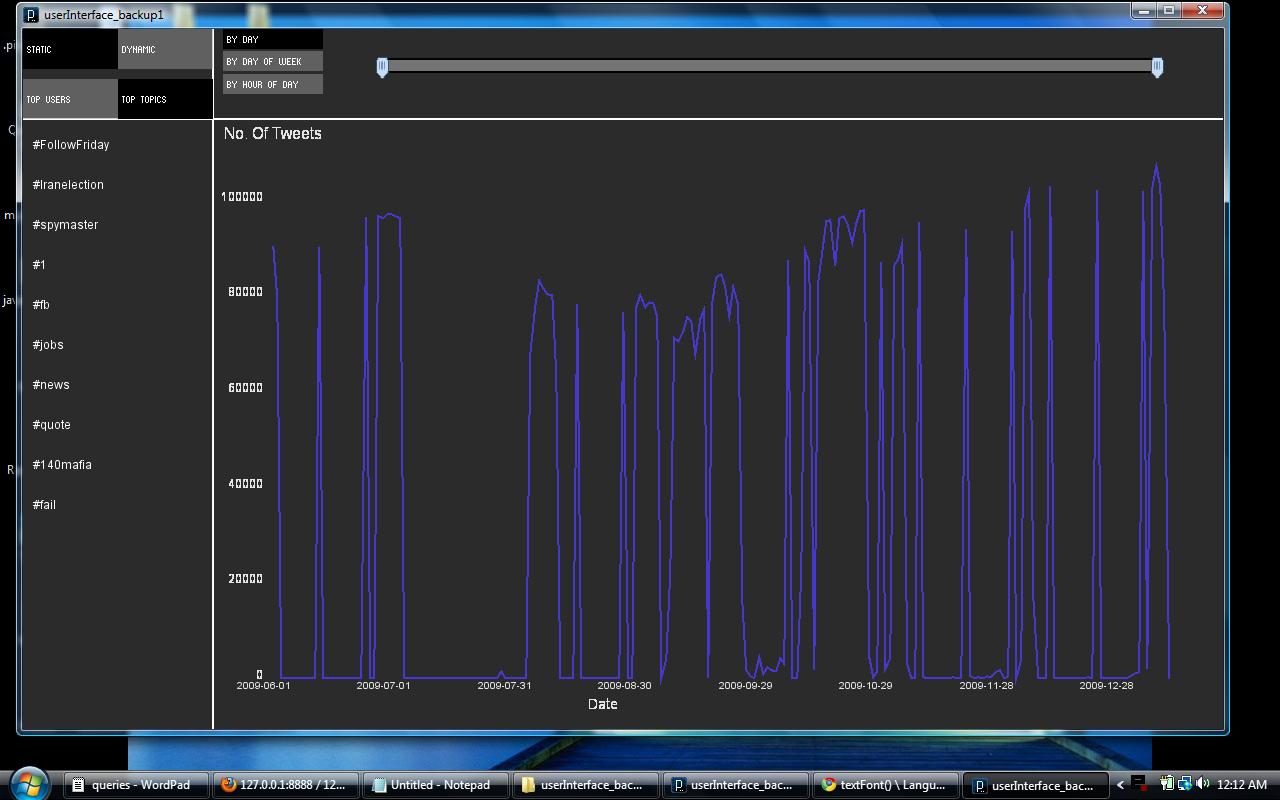 userInterface_backup1
STATIC
DYNAMIC
TOP USERS
TOP TOPICS
BY DAY
BY DAY OF WEEK
BY HOUR OF DAY
#FollowFriday
#Iranelection
#spymaster
#1
#fb
#jobs
#news
#quote
#140mafia
#fail
No. Of Tweets
100000
80000
60000
40000
20000
0
2009-06-01
2009-07-01
2009-07-31
2009-08-30
2009-09-29
2009-10-29
2009-11-28
2009-12-28
Date
queries - WordPad
127.0.0.1:8888 / 12...
Untitled - Notepad
userInterface_bac...
userInterface_bac...
textFont() \ Langu...
userInterface_bac...
12:12 AM